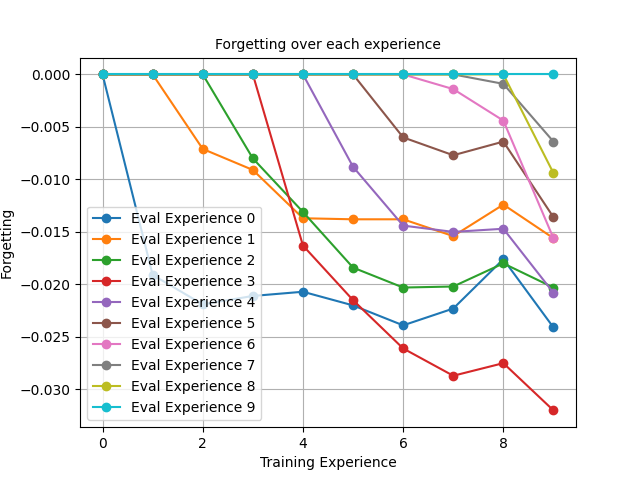 Forgetting over each experience
0.000
−0.005
−0.010
−0.015
−0.020
−0.025
−0.030
Forgetting
Eval Experience 0
Eval Experience 1
Eval Experience 2
Eval Experience 3
Eval Experience 4
Eval Experience 5
Eval Experience 6
Eval Experience 7
Eval Experience 8
Eval Experience 9
0 2 4 6 8
Training Experience